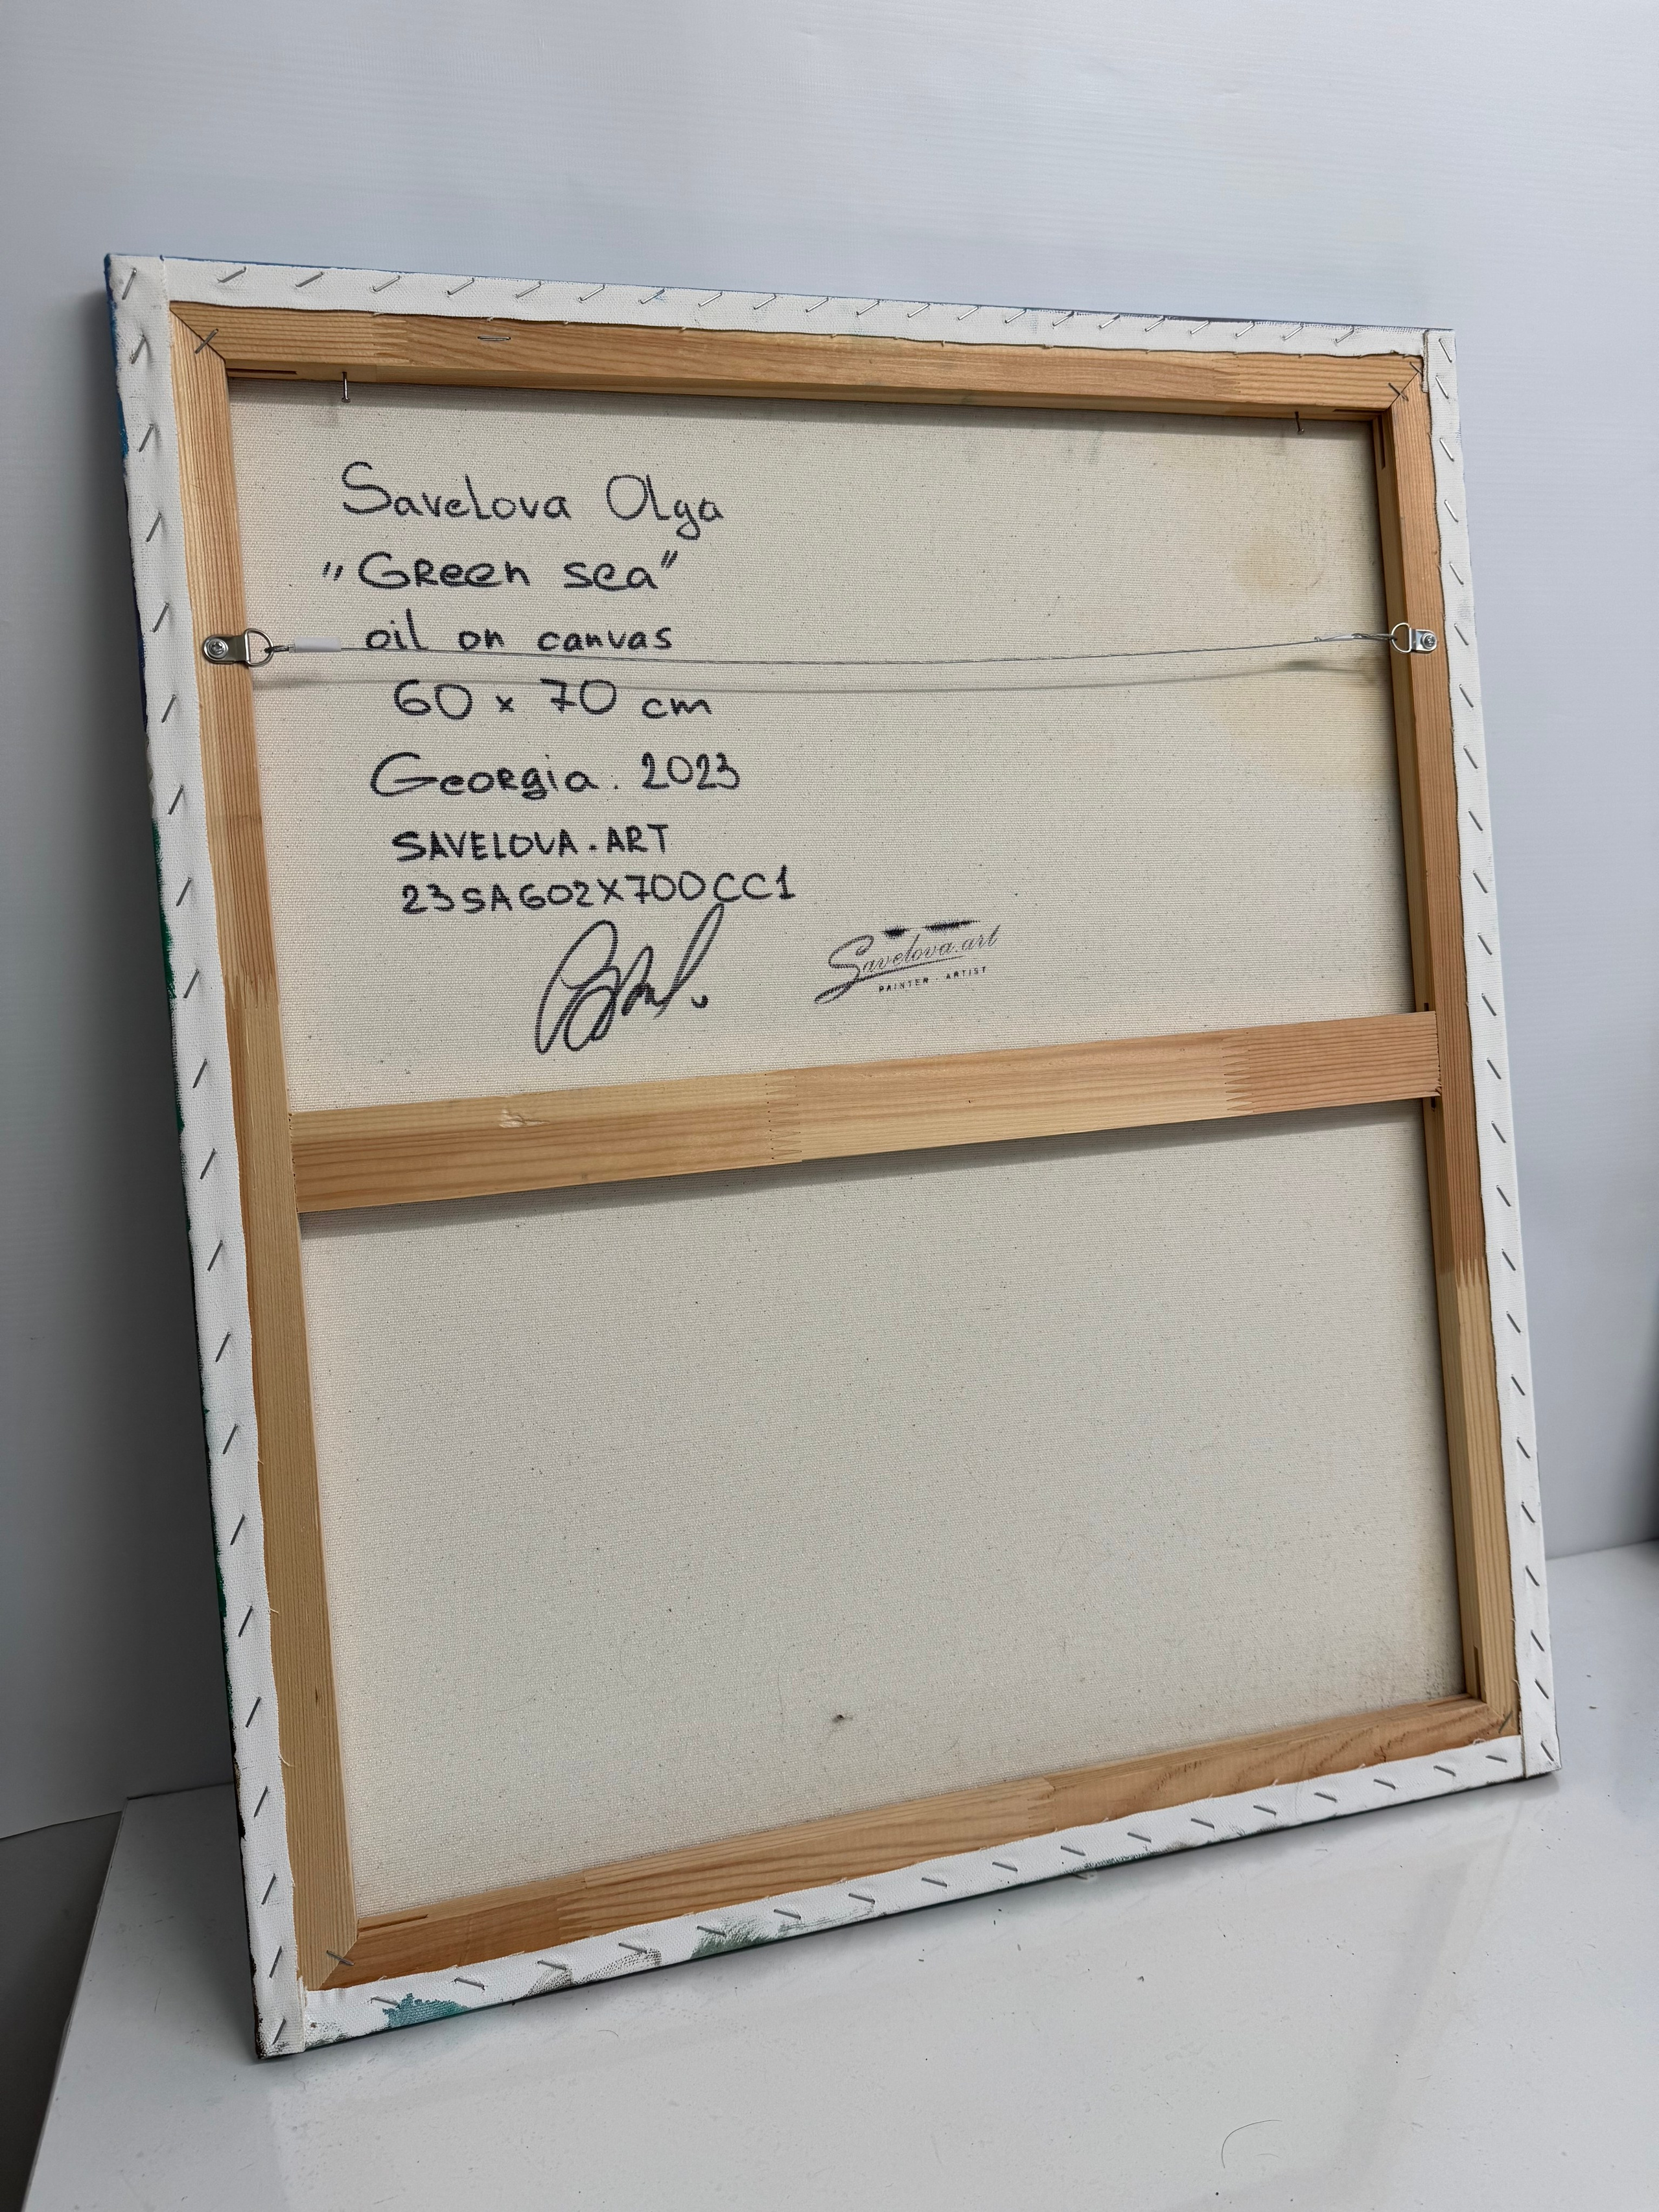 Savelova Olga
"Green sea"
oil on canvas
60 x 70 cm
Georgia. 2023
SAVELOVA.ART
23SA602X700CC1
Savelova.art
PAINTER · ARTIST